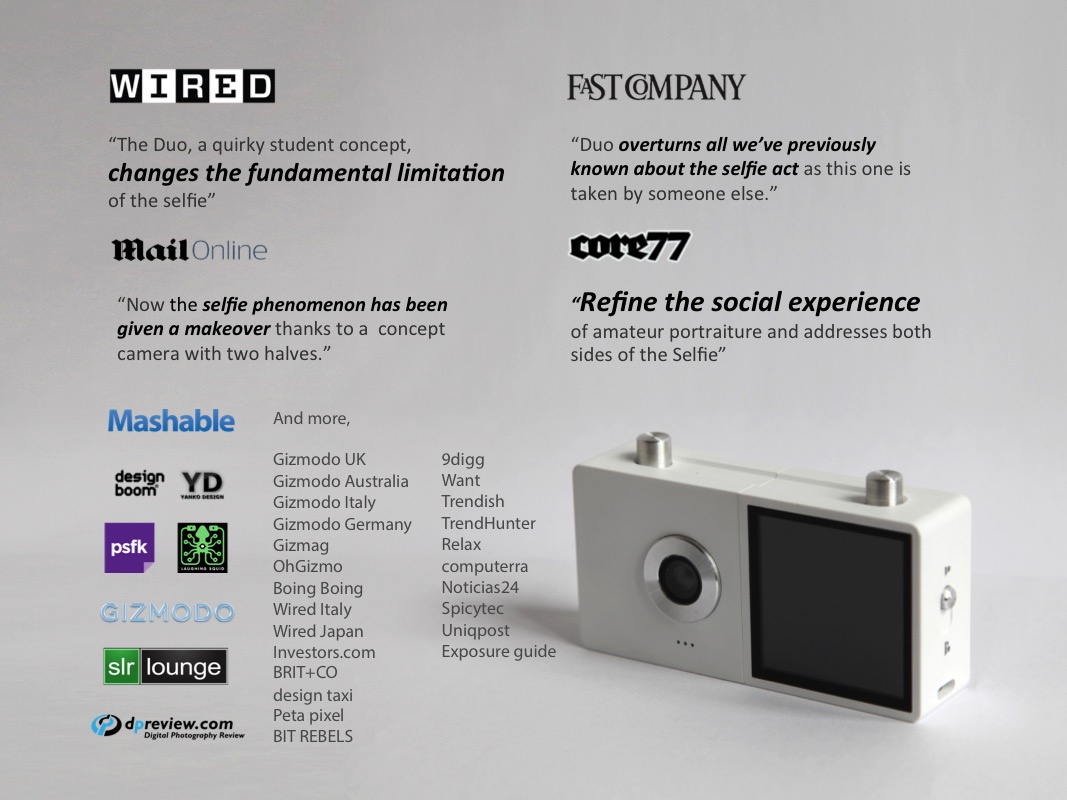 WIRED
“The Duo, a quirky student concept,
changes the fundamental limitation
of the selfie”
FAST COMPANY
“Duo overturns all we’ve previously
known about the selfie act as this one is
taken by someone else.”
Mail Online
“Now the selfie phenomenon has been
given a makeover thanks to a  concept
camera with two halves.”
core77
“Refine the social experience
of amateur portraiture and addresses both
sides of the Selfie”
Mashable
design
boom
YD
YANKO DESIGN
psfk
LAUGHING SQUID
GIZMODO
slr lounge
dpreview.com
Digital Photography Review
And more,
Gizmodo UK
Gizmodo Australia
Gizmodo Italy
Gizmodo Germany
Gizmag
OhGizmo
Boing Boing
Wired Italy
Wired Japan
Investors.com
BRIT+CO
design taxi
Peta pixel
BIT REBELS
9digg
Want
Trendish
TrendHunter
Relax
computerra
Noticias24
Spicytec
Uniqpost
Exposure guide